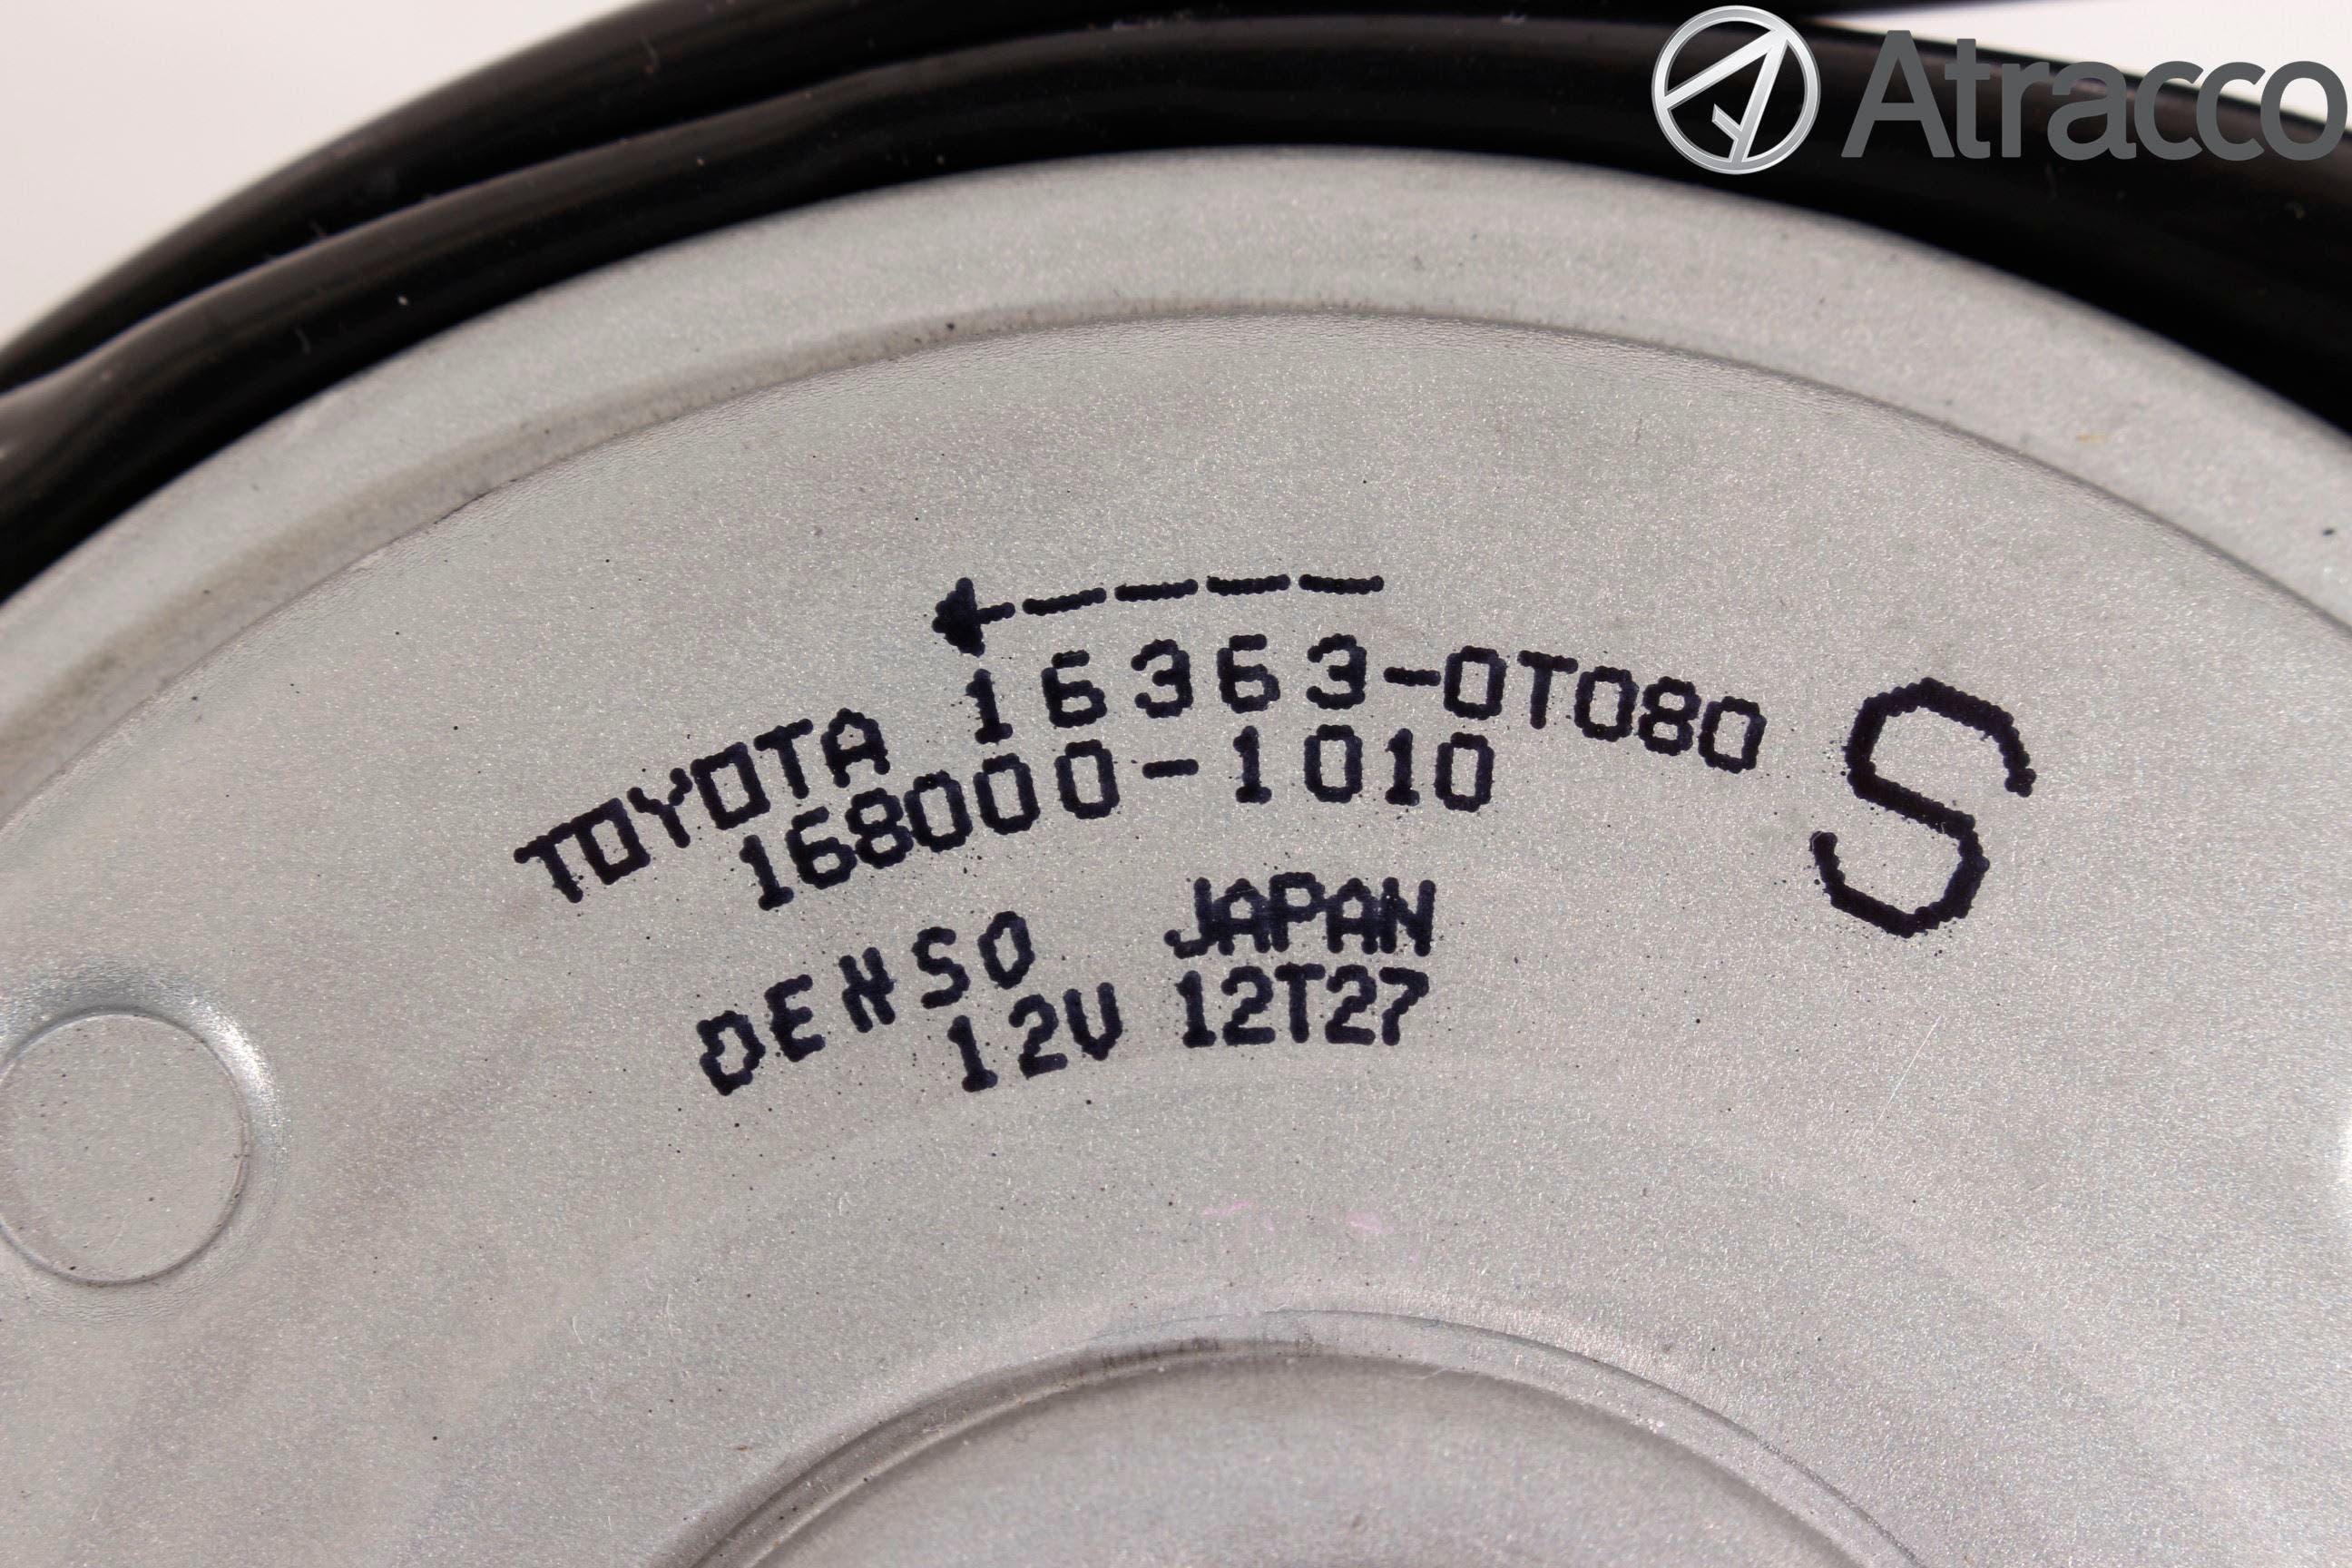 Atracco
TOYOTA 16363-0T080 S
168000-1010
DENSO JAPAN
12V 12T27